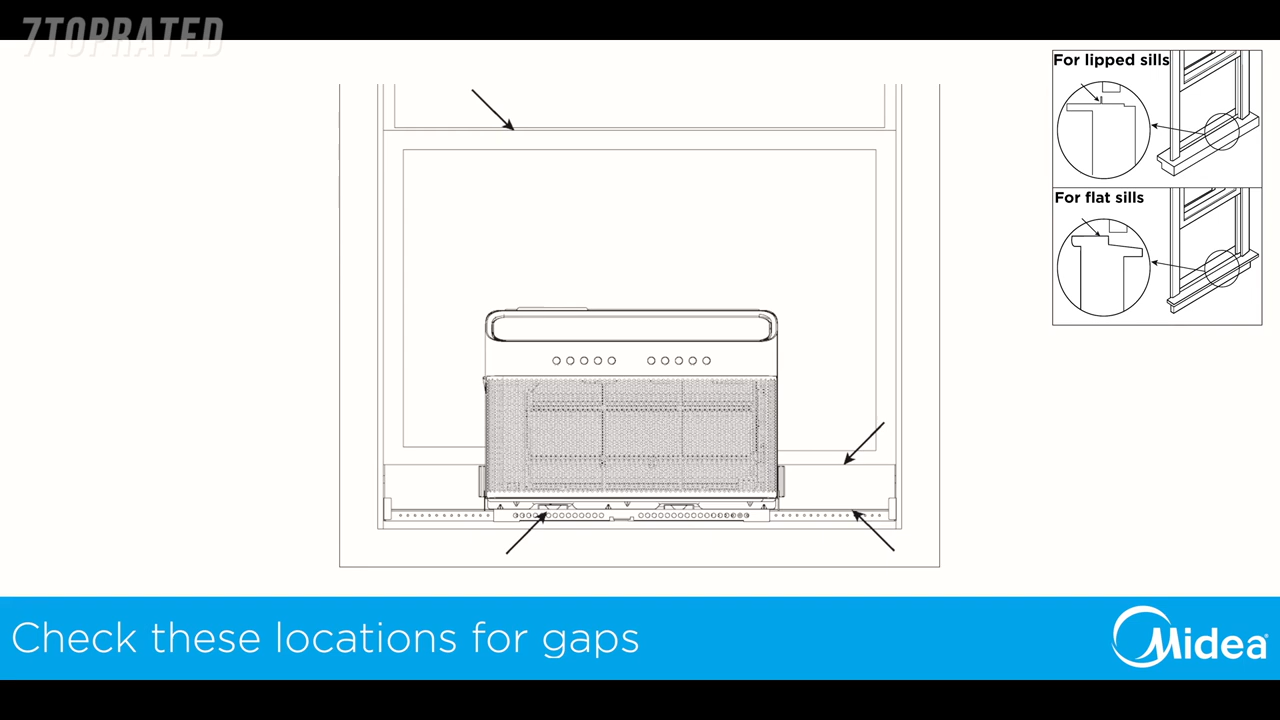 7TOPRATED
For lipped sills
For flat sills
Check these locations for gaps
Midea